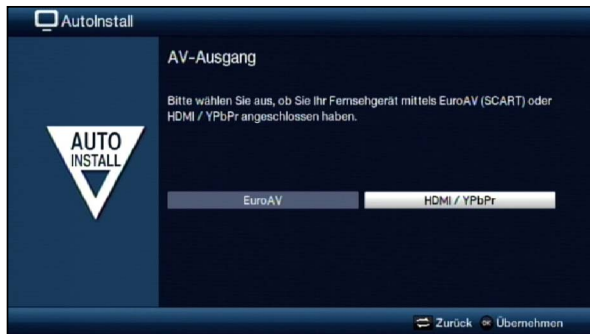 AutoInstall
AV-Ausgang
Bitte wählen Sie aus, ob Sie Ihr Fernsehgerät mittels EuroAV (SCART) oder
HDMI / YPbPr angeschlossen haben.
AUTO
INSTALL
EuroAV
HDMI / YPbPr
Zurück
OK Übernehmen